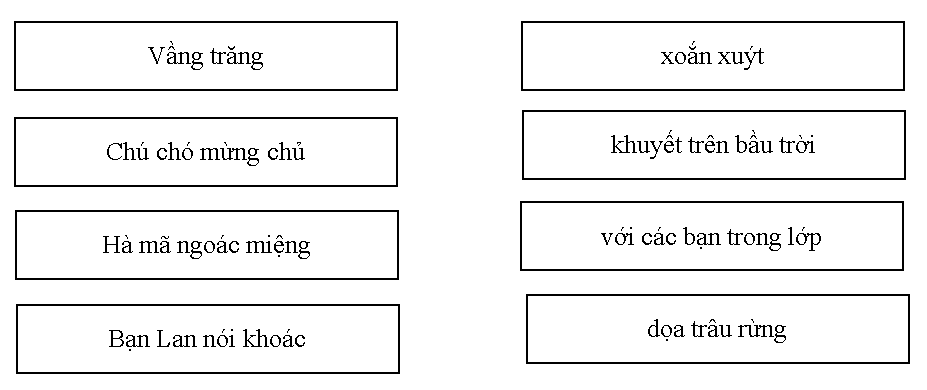 Vầng trăng
xoắn xuýt
Chú chó mừng chủ
khuyết trên bầu trời
Hà mã ngoác miệng
với các bạn trong lớp
Bạn Lan nói khoác
dọa trâu rừng